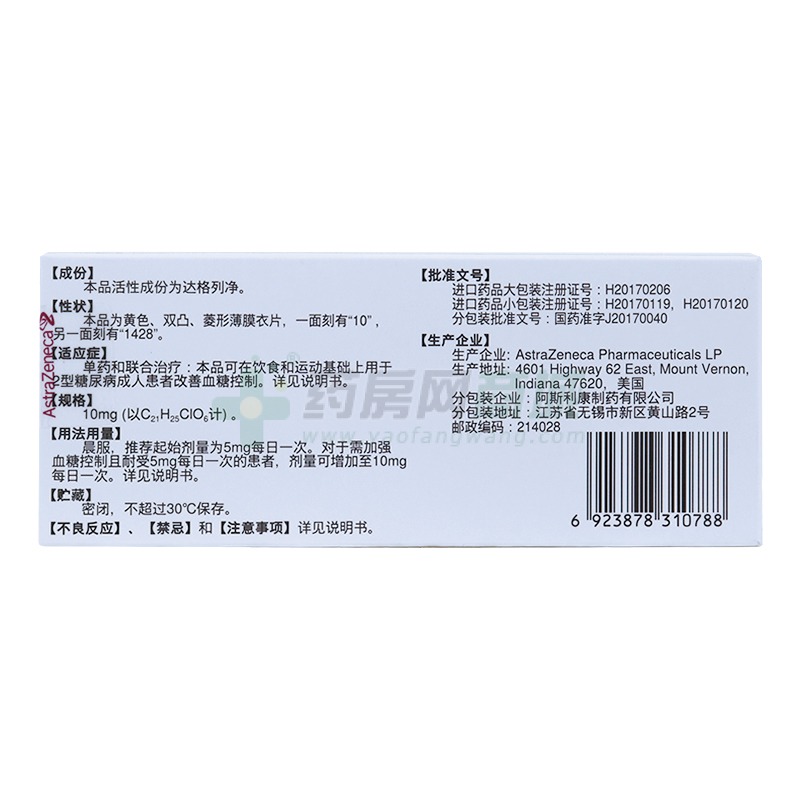 【成份】
本品活性成份为达格列净。
【性状】
本品为黄色、双凸、菱形薄膜衣片，一面刻有“10”，
另一面刻有“1428”。
【适应症】
单药和联合治疗：本品可在饮食和运动基础上用于
2型糖尿病成人患者改善血糖控制。详见说明书。
【规格】
10mg (以C₂₁H₂₅ClO₆计) 。
【用法用量】
晨服，推荐起始剂量为5mg每日一次。对于需加强
血糖控制且耐受5mg每日一次的患者，剂量可增加至10mg
每日一次。详见说明书。
【贮藏】
密闭，不超过30℃保存。
【不良反应】、【禁忌】和【注意事项】详见说明书。
AstraZeneca
【批准文号】
进口药品大包装注册证号：H20170206
进口药品小包装注册证号：H20170119，H20170120
分包装批准文号：国药准字J20170040
【生产企业】
生产企业：AstraZeneca Pharmaceuticals LP
生产地址：4601 Highway 62 East, Mount Vernon,
Indiana 47620，美国
分包装企业：阿斯利康制药有限公司
分包装地址：江苏省无锡市新区黄山路2号
邮政编码：214028
6 923878 310788
药房网商城
www.yaofangwang.com